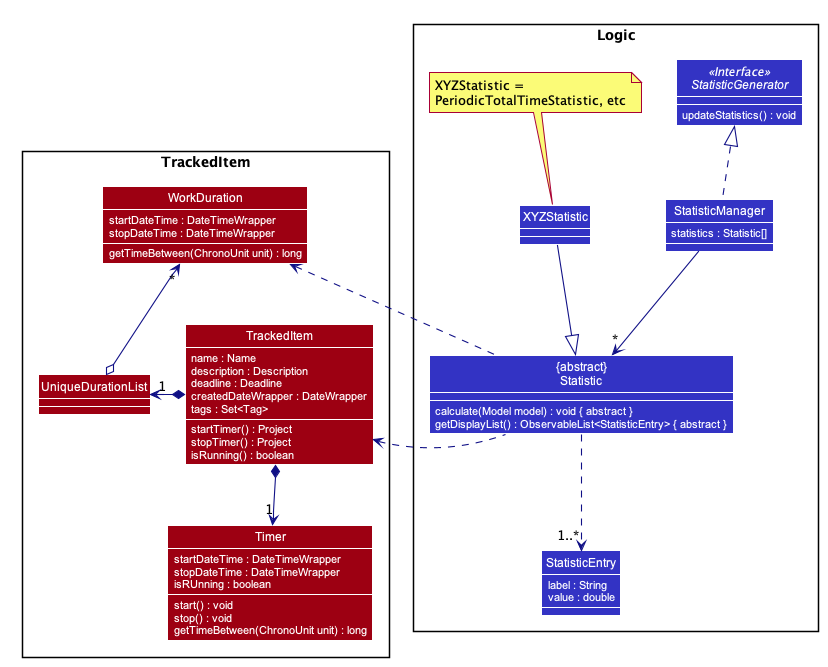 Logic
XYZStatistic =
PeriodicTotalTimeStatistic, etc
«Interface»
StatisticGenerator
updateStatistics() : void
XYZStatistic
StatisticManager
statistics : Statistic[]
*
{abstract}
Statistic
calculate(Model model) : void { abstract }
getDisplayList() : ObservableList<StatisticEntry> { abstract }
1..*
StatisticEntry
label : String
value : double
TrackedItem
WorkDuration
startDateTime : DateTimeWrapper
stopDateTime : DateTimeWrapper
getTimeBetween(ChronoUnit unit) : long
*
TrackedItem
name : Name
description : Description
deadline : Deadline
createdDateWrapper : DateWrapper
tags : Set<Tag>
startTimer() : Project
stopTimer() : Project
isRunning() : boolean
UniqueDurationList
1
1
Timer
startDateTime : DateTimeWrapper
stopDateTime : DateTimeWrapper
isRUnning : boolean
start() : void
stop() : void
getTimeBetween(ChronoUnit unit) : long